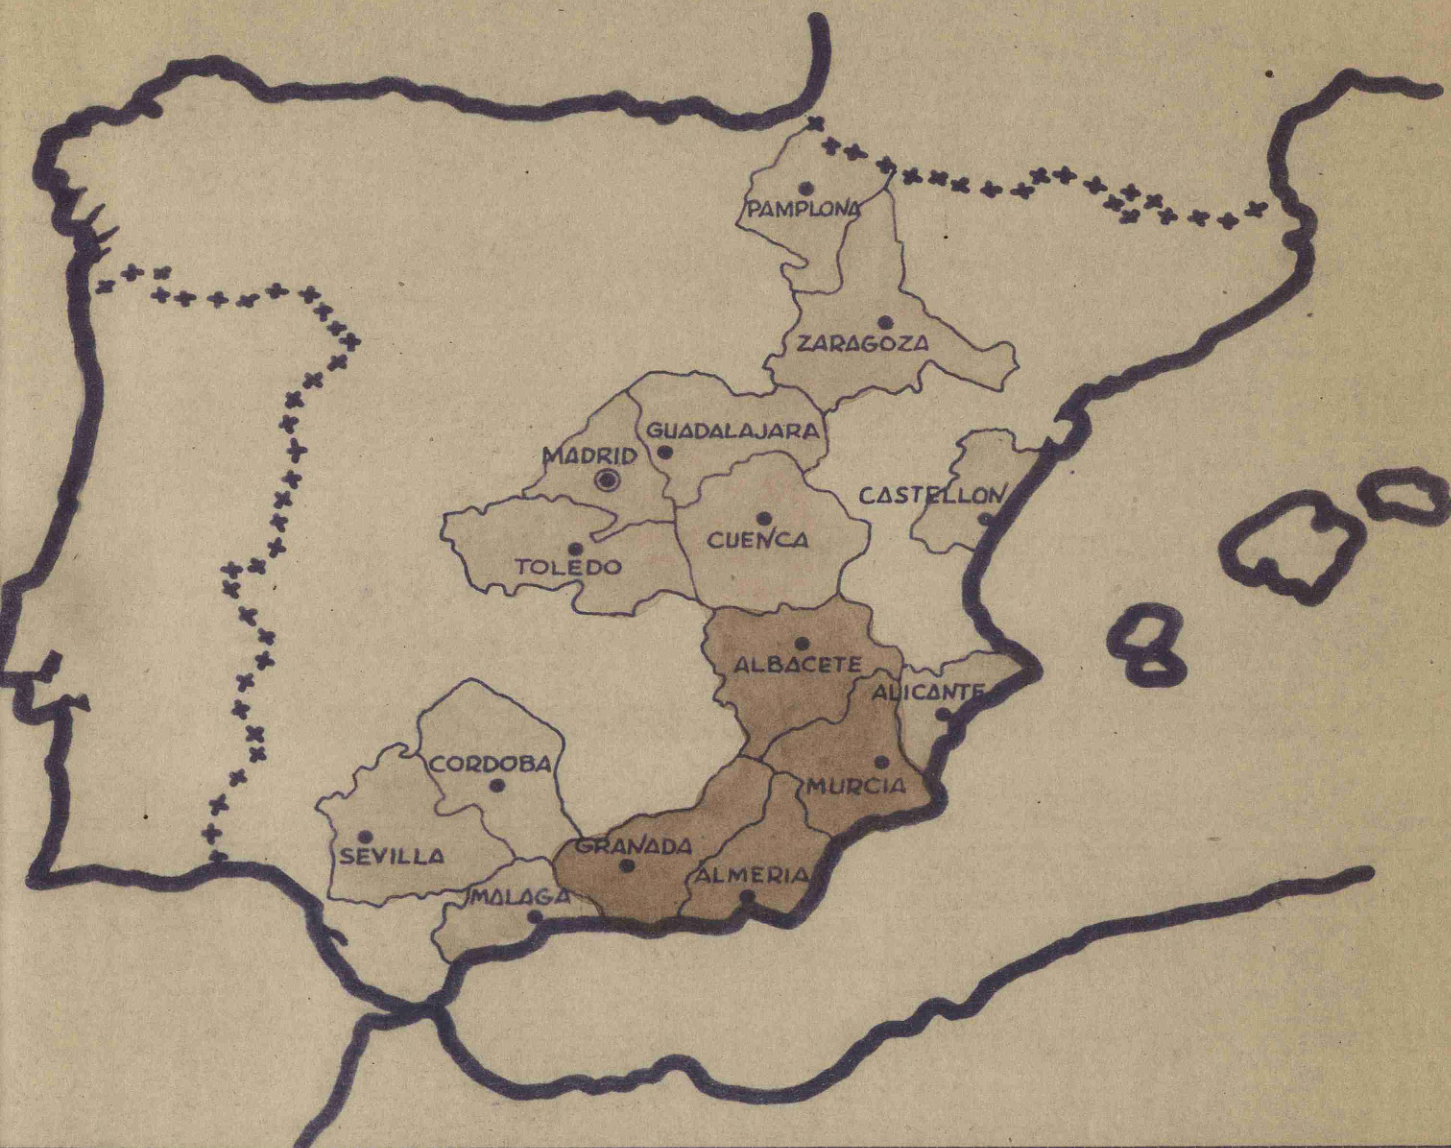 PAMPLONA
ZARAGOZA
GUADALAJARA
MADRID
CASTELLON
CUENCA
TOLEDO
ALBACETE
ALICANTE
CORDOBA
MURCIA
SEVILLA
GRANADA
ALMERIA
MALAGA